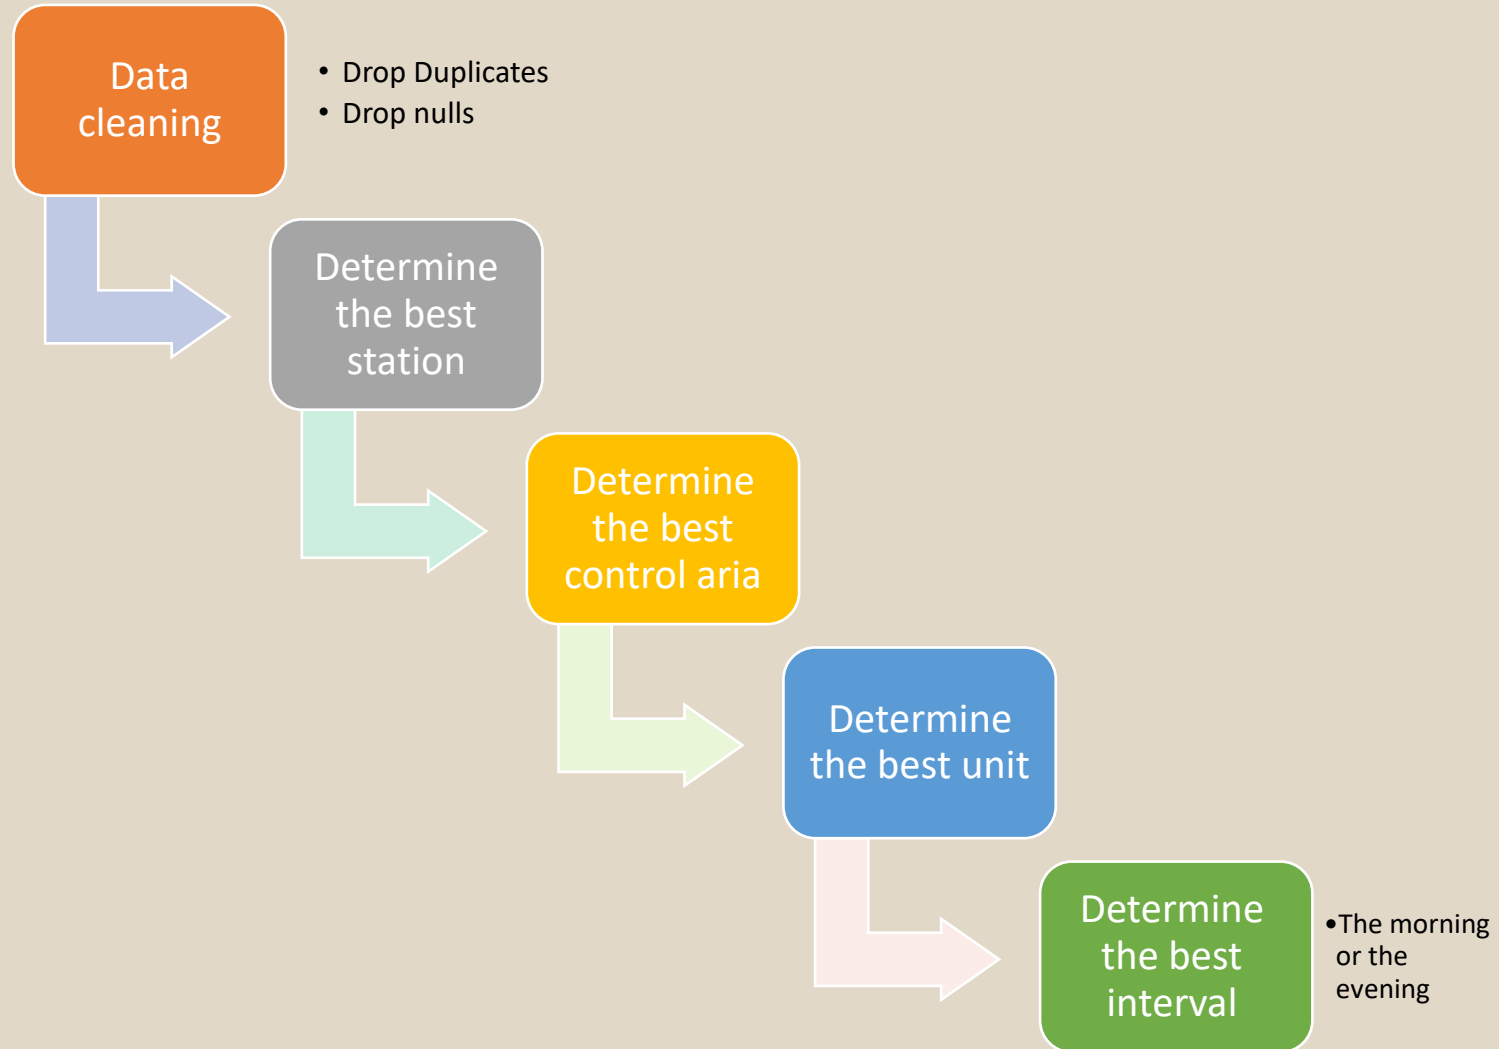 Data
cleaning
• Drop Duplicates
• Drop nulls
Determine
the best
station
Determine
the best
control aria
Determine
the best unit
Determine
the best
interval
•The morning
or the
evening